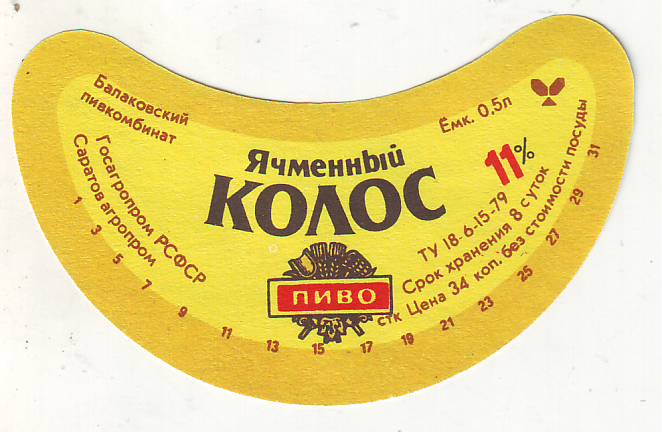 Балаковский
пивкомбинат
Госагропром РСФСР
Саратов агропром
Ячменный
КОЛОС
ПИВО
Ёмк. 0,5л
11%
ТУ 18-6-15-79
Срок хранения 8 суток
стк Цена 34 коп. без стоимости посуды
1 3 5 7 9 11 13 15 17 19 21 23 25 27 29 31